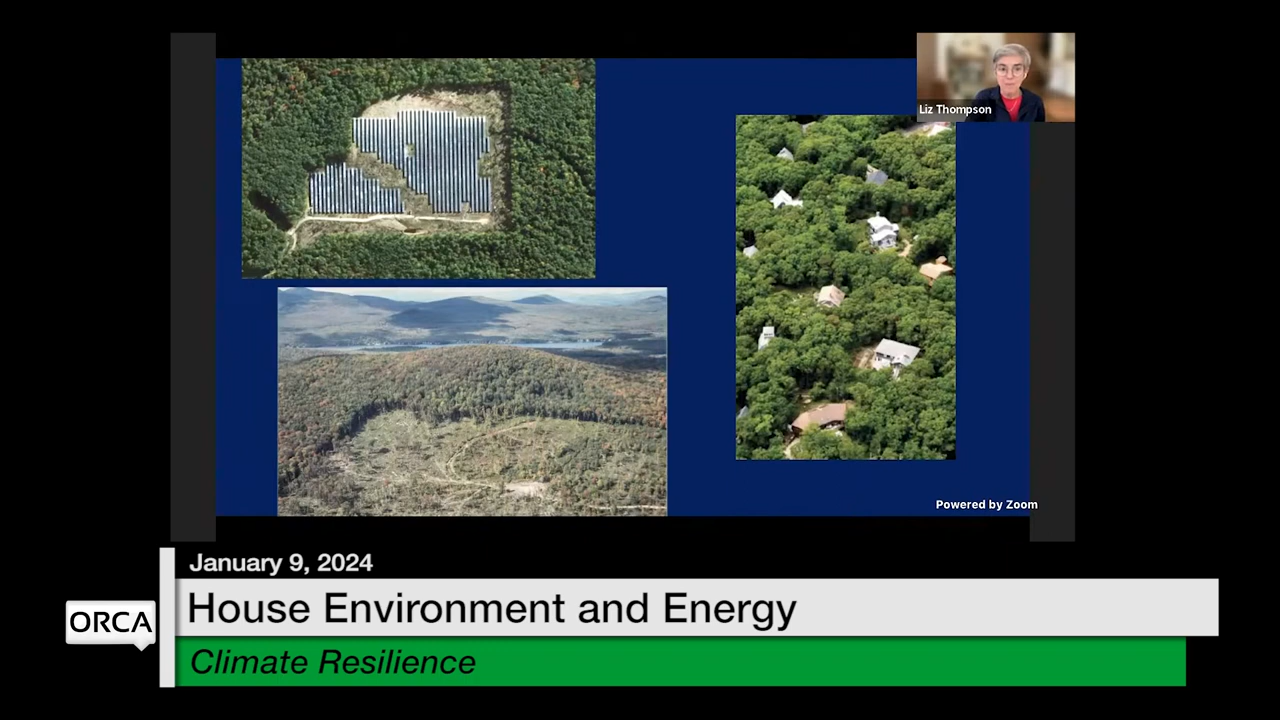 Liz Thompson
Powered by Zoom
January 9, 2024
House Environment and Energy
ORCA
Climate Resilience